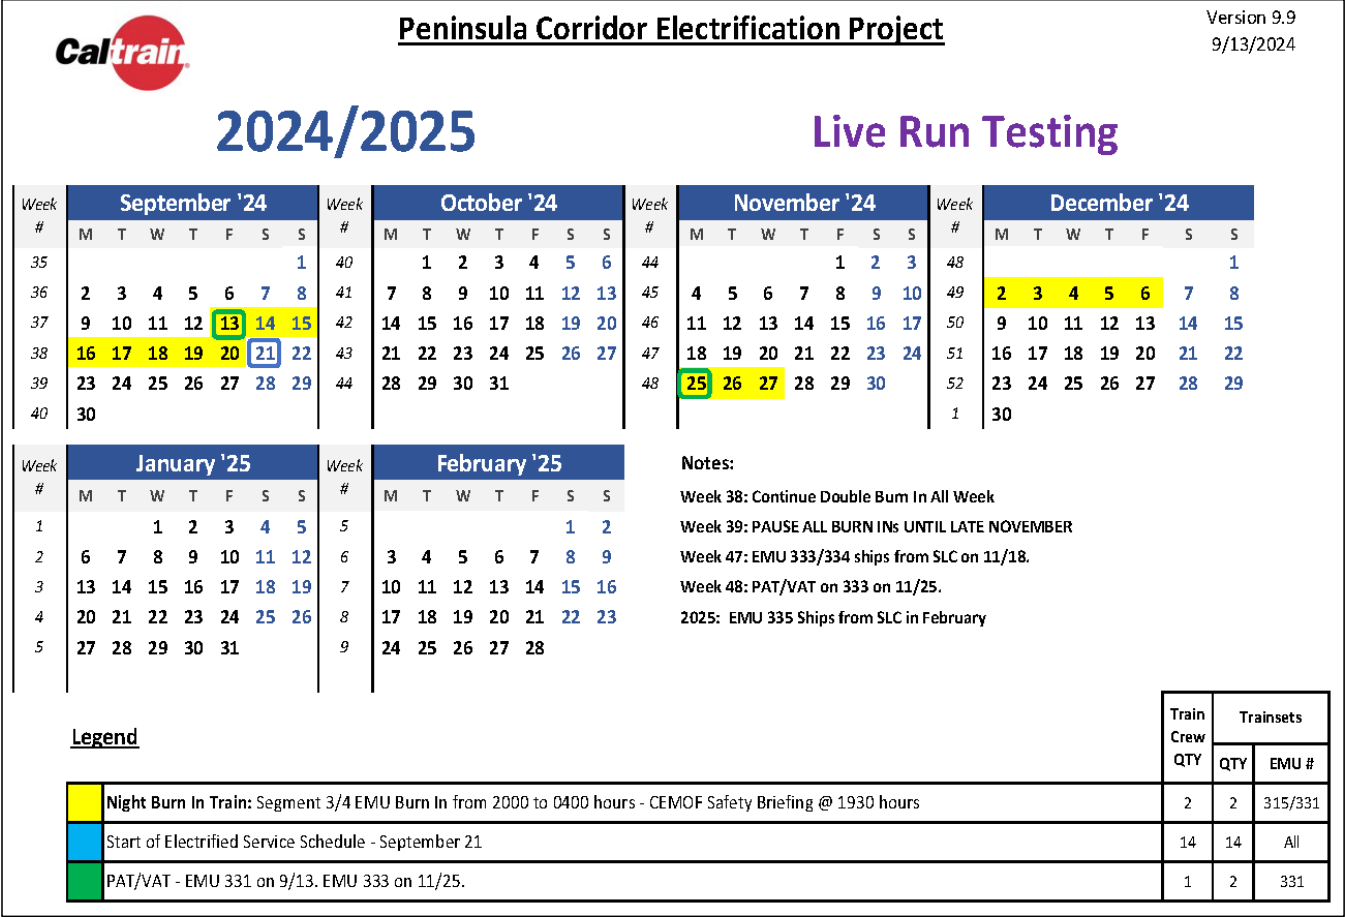 Caltrain
Peninsula Corridor Electrification Project
Version 9.9
9/13/2024
2024/2025
Live Run Testing
Week # September '24
M T W T F S S
35 1
36 2 3 4 5 6 7 8
37 9 10 11 12 13 14 15
38 16 17 18 19 20 21 22
39 23 24 25 26 27 28 29
40 30
Week # October '24
M T W T F S S
40 1 2 3 4 5 6
41 7 8 9 10 11 12 13
42 14 15 16 17 18 19 20
43 21 22 23 24 25 26 27
44 28 29 30 31
Week # November '24
M T W T F S S
44 1 2 3
45 4 5 6 7 8 9 10
46 11 12 13 14 15 16 17
47 18 19 20 21 22 23 24
48 25 26 27 28 29 30
Week # December '24
M T W T F S S
48 1
49 2 3 4 5 6 7 8
50 9 10 11 12 13 14 15
51 16 17 18 19 20 21 22
52 23 24 25 26 27 28 29
1 30
Week # January '25
M T W T F S S
1 1 2 3 4 5
2 6 7 8 9 10 11 12
3 13 14 15 16 17 18 19
4 20 21 22 23 24 25 26
5 27 28 29 30 31
Week # February '25
M T W T F S S
5 1 2
6 3 4 5 6 7 8 9
7 10 11 12 13 14 15 16
8 17 18 19 20 21 22 23
9 24 25 26 27 28
Notes:
Week 38: Continue Double Burn In All Week
Week 39: PAUSE ALL BURN INs UNTIL LATE NOVEMBER
Week 47: EMU 333/334 ships from SLC on 11/18.
Week 48: PAT/VAT on 333 on 11/25.
2025: EMU 335 Ships from SLC in February
Legend
Train Crew QTY
Trainsets
QTY EMU #
Night Burn In Train: Segment 3/4 EMU Burn In from 2000 to 0400 hours - CEMOF Safety Briefing @ 1930 hours 2 2 315/331
Start of Electrified Service Schedule - September 21 14 14 All
PAT/VAT - EMU 331 on 9/13. EMU 333 on 11/25. 1 2 331